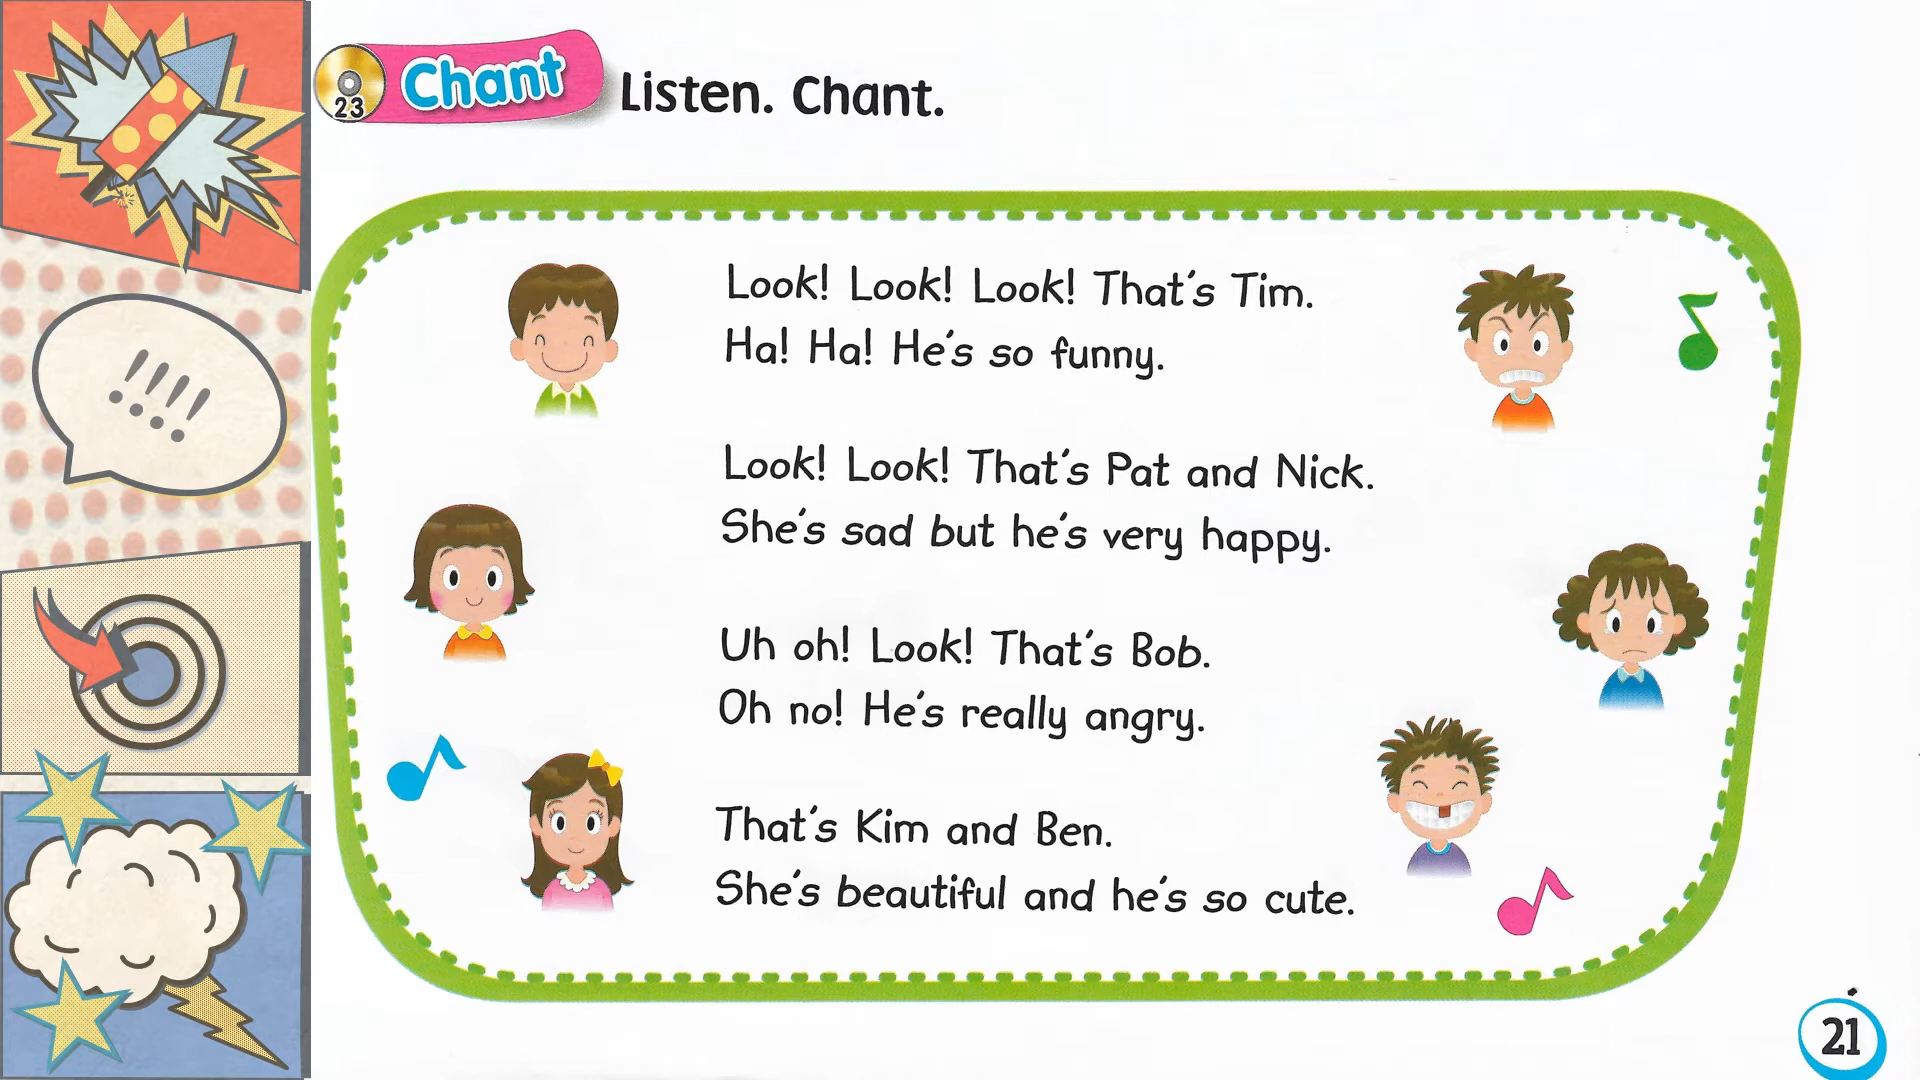 23
Chant
Listen. Chant.
!!!!
Look! Look! Look! That's Tim.
Ha! Ha! He's so funny.
Look! Look! That's Pat and Nick.
She's sad but he's very happy.
Uh oh! Look! That's Bob.
Oh no! He's really angry.
That's Kim and Ben.
She's beautiful and he's so cute.
21